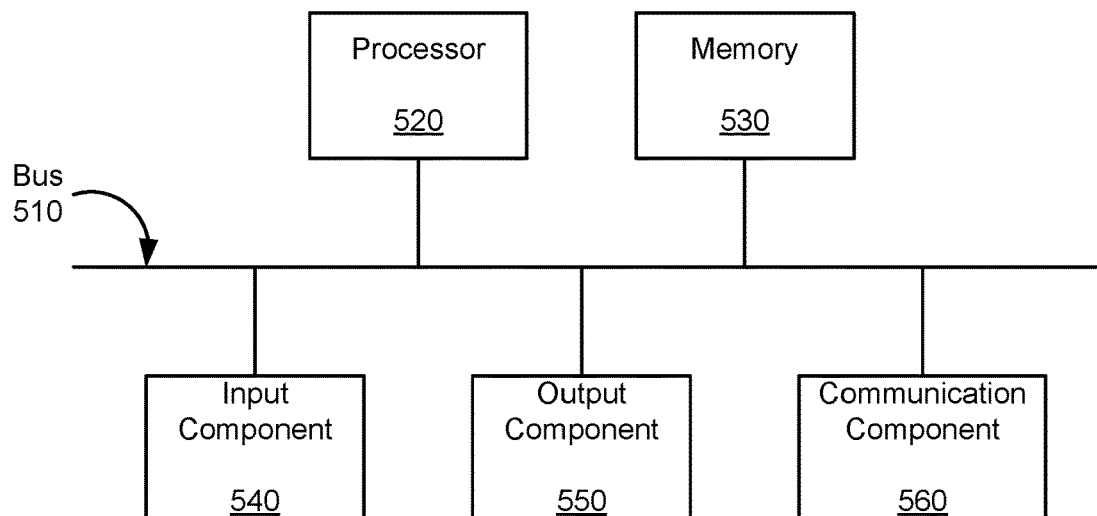 Processor
520
Memory
530
Bus
510
Input
Component
540
Output
Component
550
Communication
Component
560